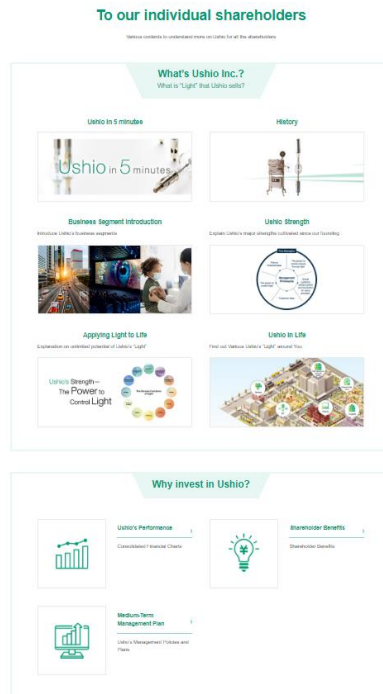 To our individual shareholders
Various contents to understand more on Ushio for all the shareholders
What's Ushio Inc.?
What is "Light" that Ushio sells?
Ushio in 5 minutes
History
Ushio in 5 minutes
Business Segment Introduction
Ushio Strength
Introduce Ushio's business segments
Explain Ushio's major strengths cultivated since our founding
Applying Light to Life
Ushio in Life
Explanation on unlimited potential of Ushio's "Light"
Find out Various Ushio's "Light" around You
Ushio's Strength—
The Power to
Control Light
Why invest in Ushio?
Ushio's Performance
Shareholder Benefits
Consolidated Financial Charts
Shareholder Benefits
Medium-Term
Management Plan
Ushio's Management Policies and
Plans